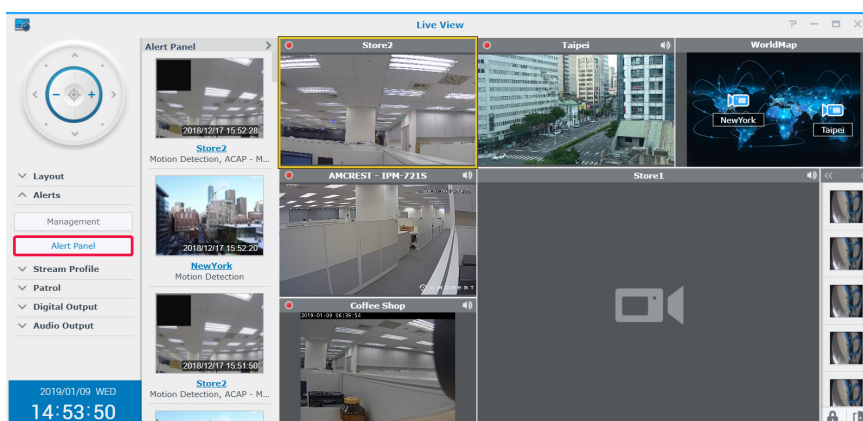 Live View
Layout
Alerts
Management
Alert Panel
Stream Profile
Patrol
Digital Output
Audio Output
2019/01/09 WED
14:53:50
Alert Panel
2018/12/17 15:52:28
Store2
Motion Detection, ACAP - M...
2018/12/17 15:52:20
NewYork
Motion Detection
2018/12/17 15:51:50
Store2
Motion Detection, ACAP - M...
Store2
Taipei
WorldMap
NewYork
Taipei
AMCREST - IPM-721S
amcrest
Store1
Coffee Shop
2019-01-09 06:39:54